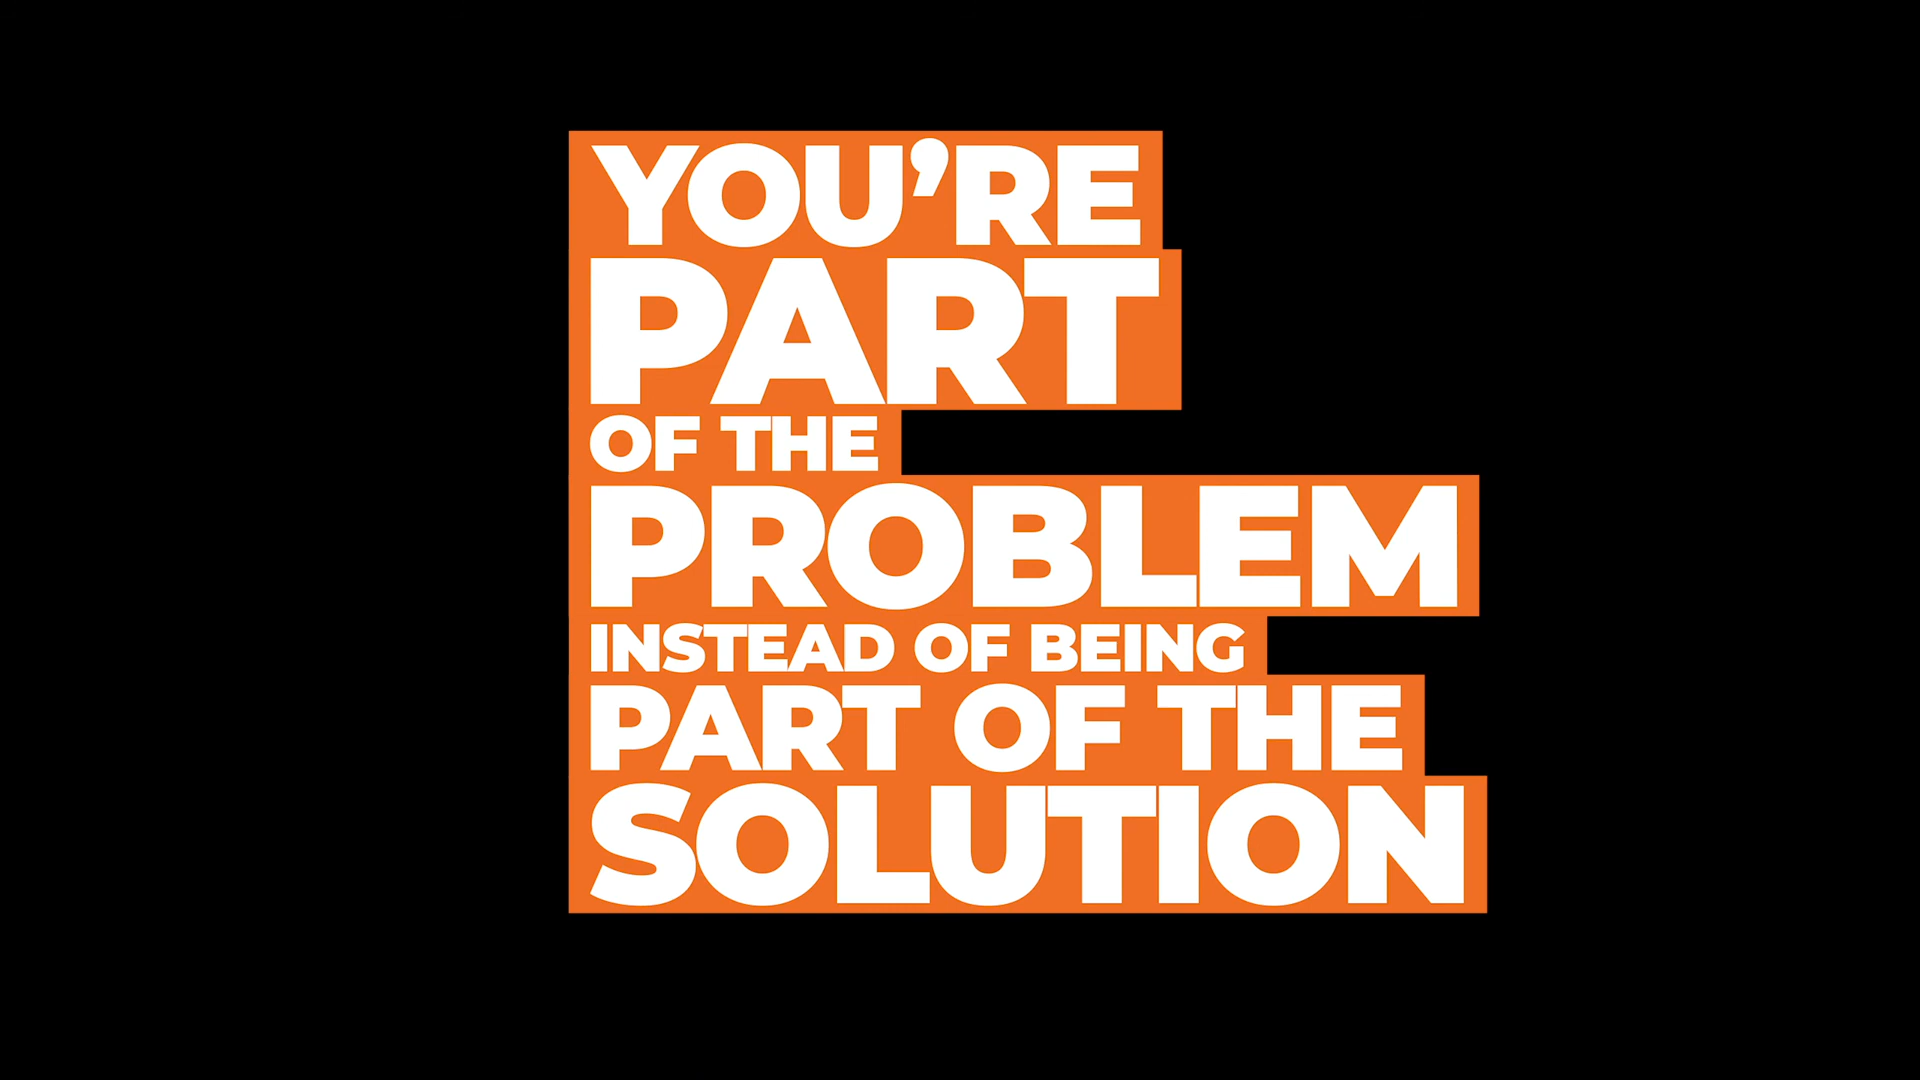 YOU’RE
PART
OF THE
PROBLEM
INSTEAD OF BEING
PART OF THE
SOLUTION